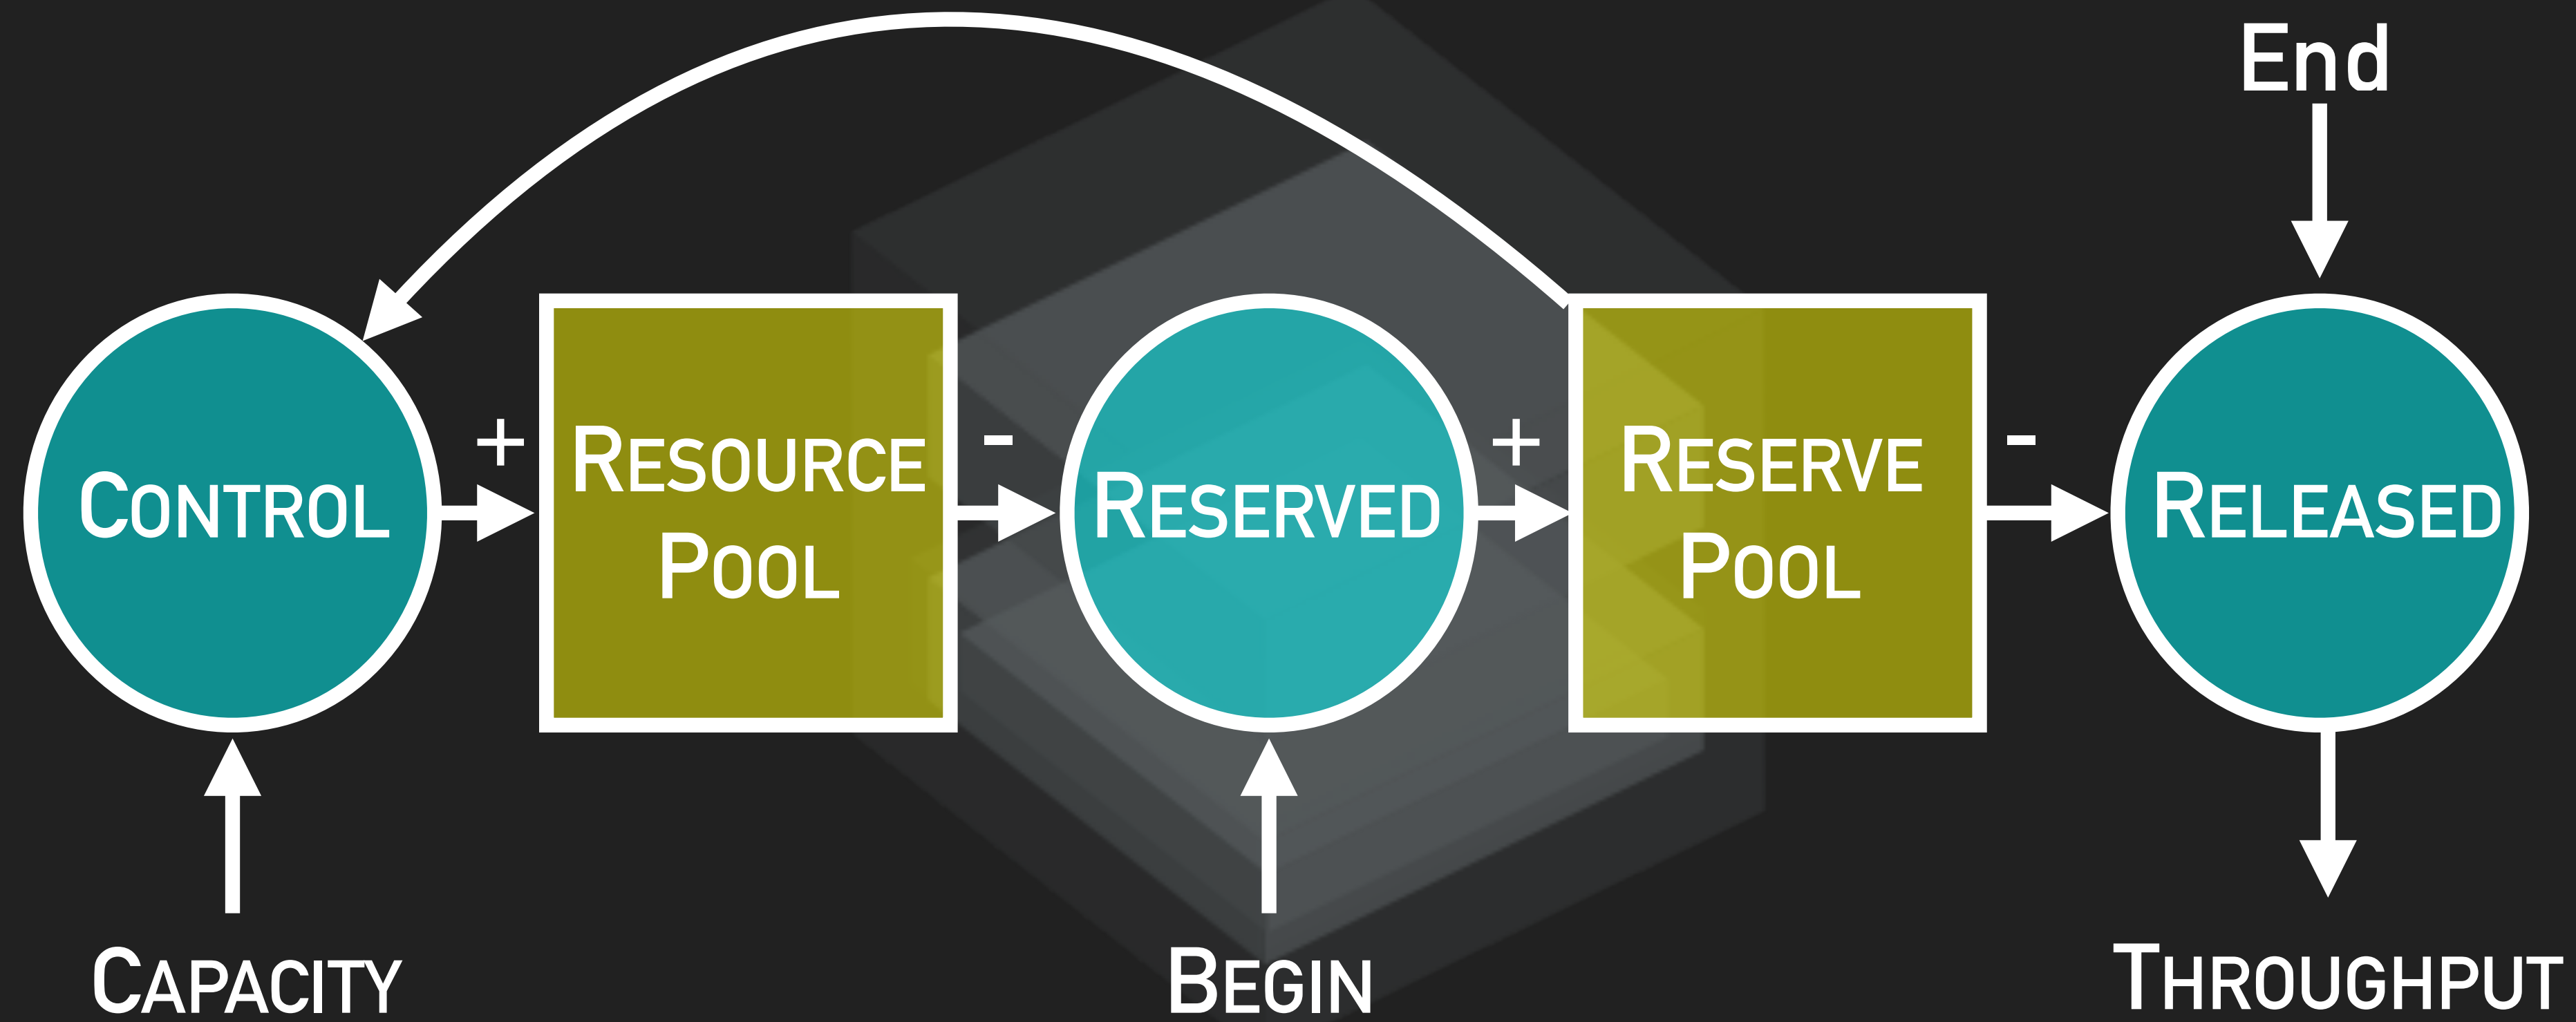 End
CONTROL
+
RESOURCE
POOL
-
RESERVED
+
RESERVE
POOL
-
RELEASED
CAPACITY
BEGIN
THROUGHPUT